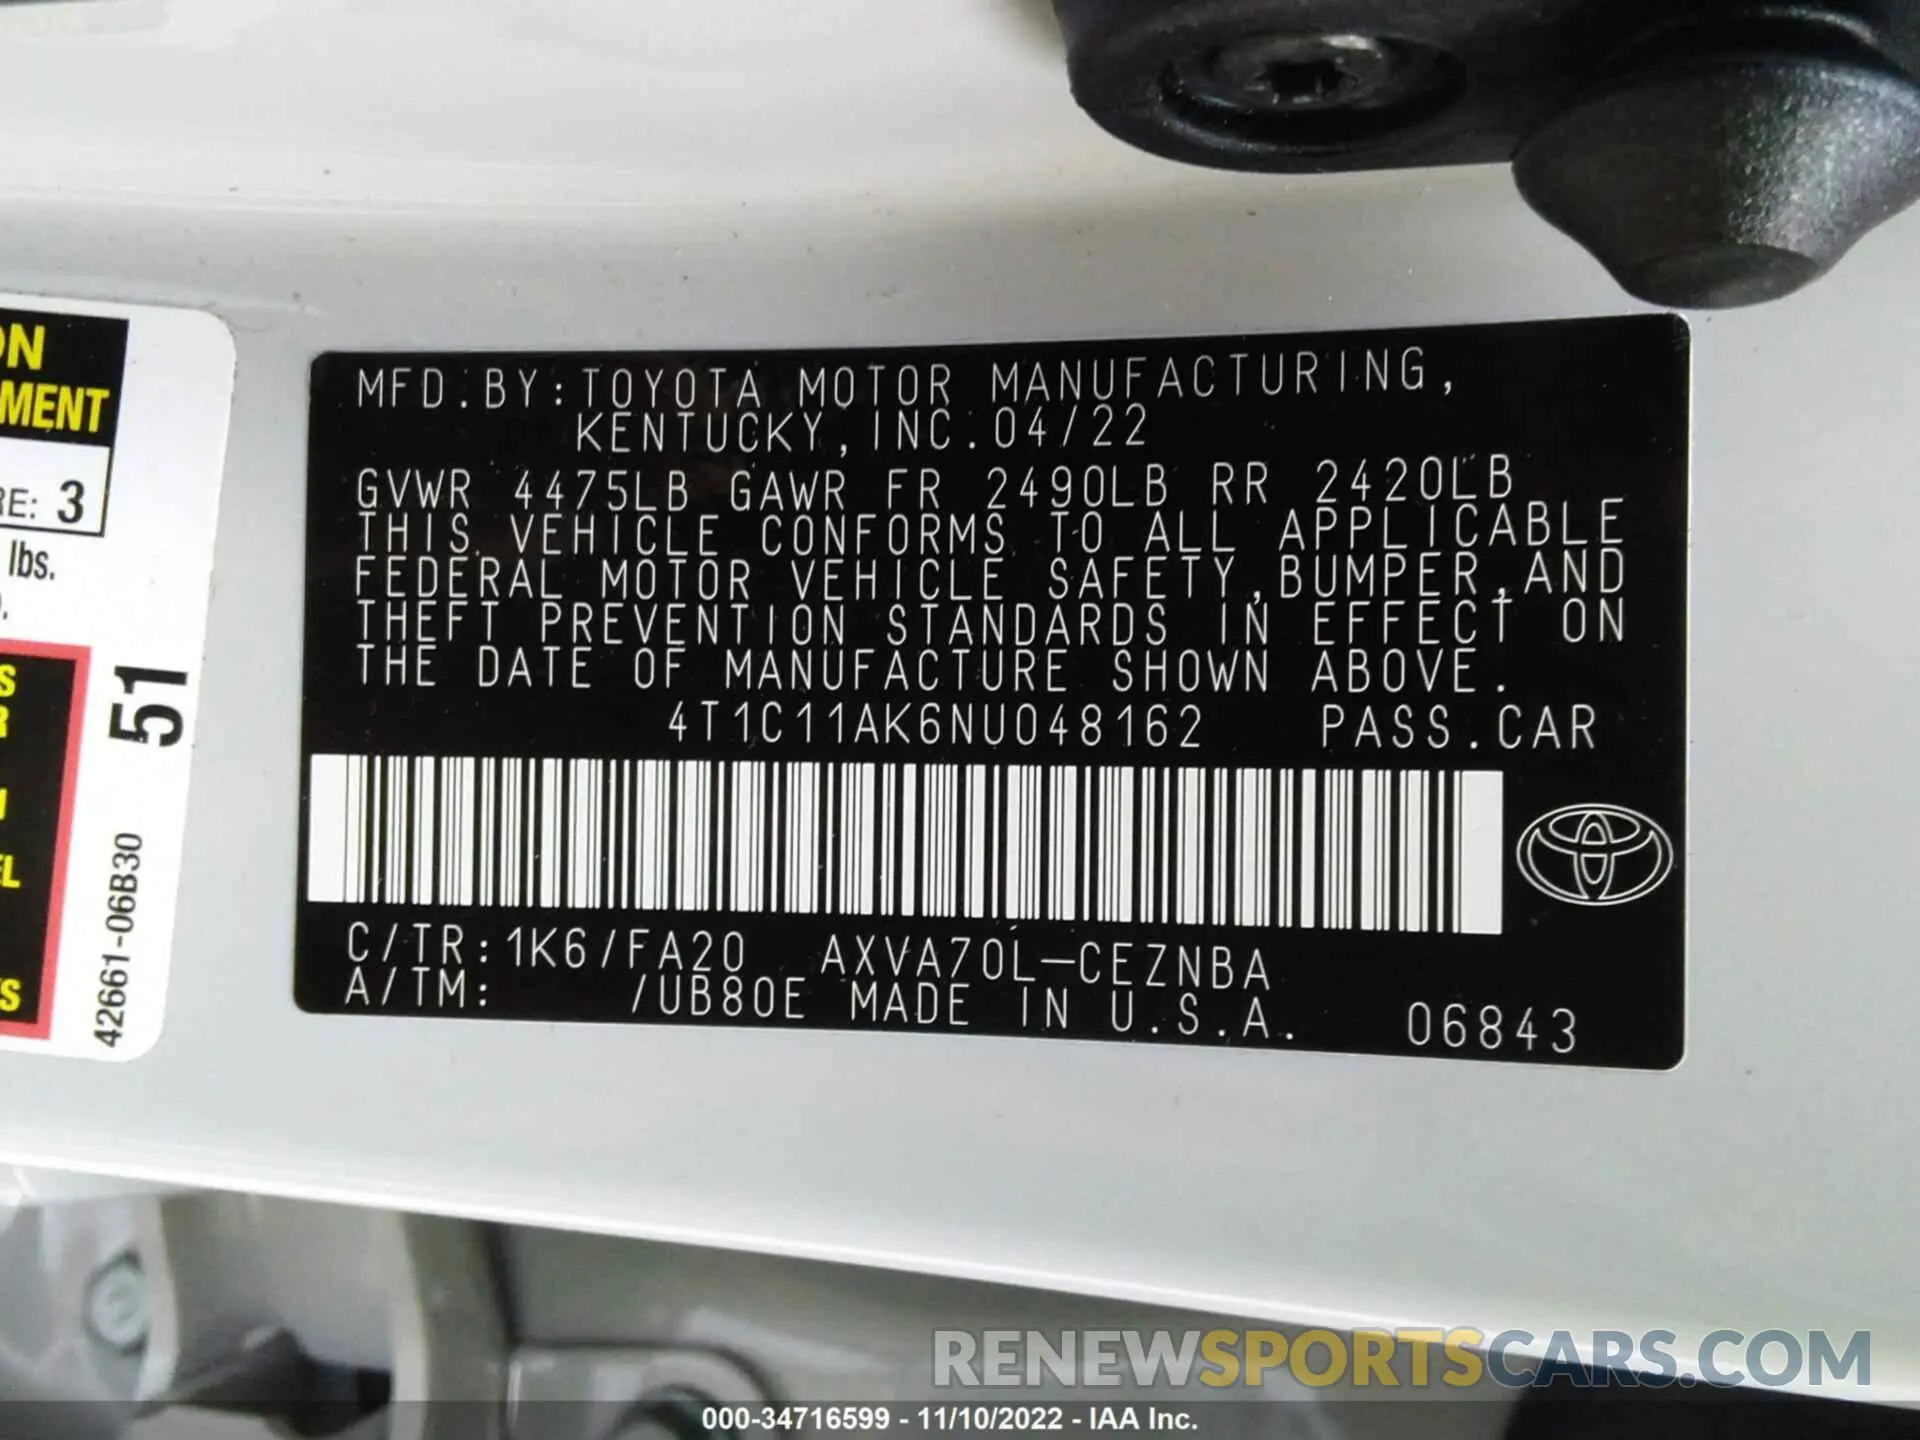 MFD.BY:TOYOTA MOTOR MANUFACTURING,
KENTUCKY,INC.04/22
GVWR 4475LB GAWR FR 2490LB RR 2420LB
THIS VEHICLE CONFORMS TO ALL APPLICABLE
FEDERAL MOTOR VEHICLE SAFETY,BUMPER,AND
THEFT PREVENTION STANDARDS IN EFFECT ON
THE DATE OF MANUFACTURE SHOWN ABOVE.
4T1C11AK6NU048162 PASS.CAR
C/TR:1K6/FA20 AXVA70L-CEZNBA
A/TM: /UB80E MADE IN U.S.A. 06843
MENT
3
lbs.
51
42661-06B30
RENEWSPORTSCARS.COM
000-34716599 - 11/10/2022 - IAA Inc.